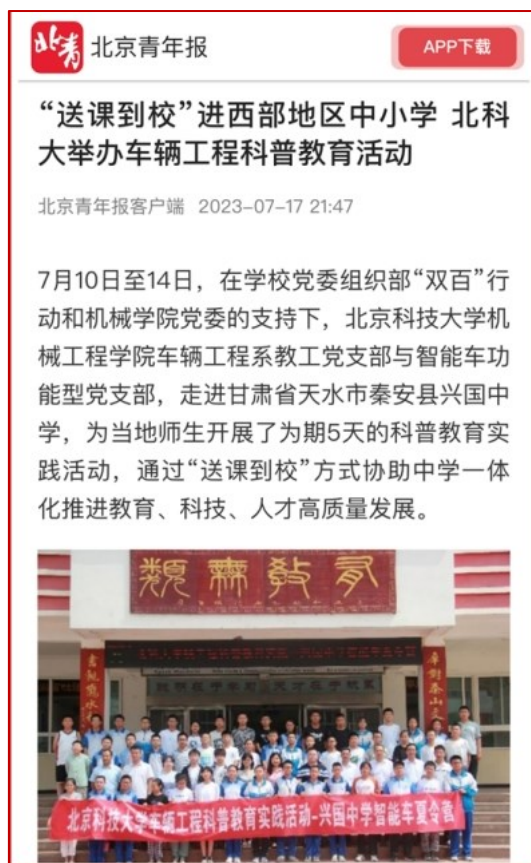 北青 北京青年报
APP下载
“送课到校”进西部地区中小学 北科
大举办车辆工程科普教育活动
北京青年报客户端 2023-07-17 21:47
7月10日至14日，在学校党委组织部“双百”行
动和机械学院党委的支持下，北京科技大学机
械工程学院车辆工程系教工党支部与智能车功
能型党支部，走进甘肃省天水市秦安县兴国中
学，为当地师生开展了为期5天的科普教育实
践活动，通过“送课到校”方式协助中学一体
化推进教育、科技、人才高质量发展。
類無教有
北京科技大学车辆工程科普教育实践活动-兴国中学智能车夏令营